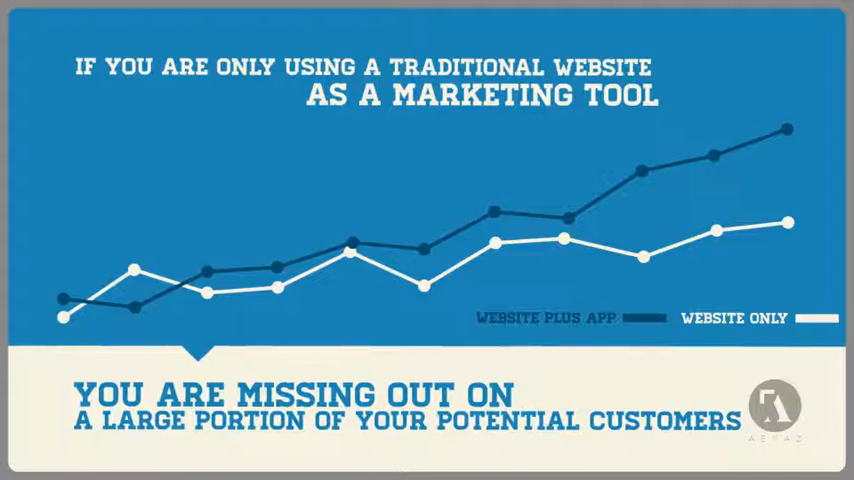 IF YOU ARE ONLY USING A TRADITIONAL WEBSITE
AS A MARKETING TOOL
WEBSITE PLUS APP
WEBSITE ONLY
YOU ARE MISSING OUT ON
A LARGE PORTION OF YOUR POTENTIAL CUSTOMERS